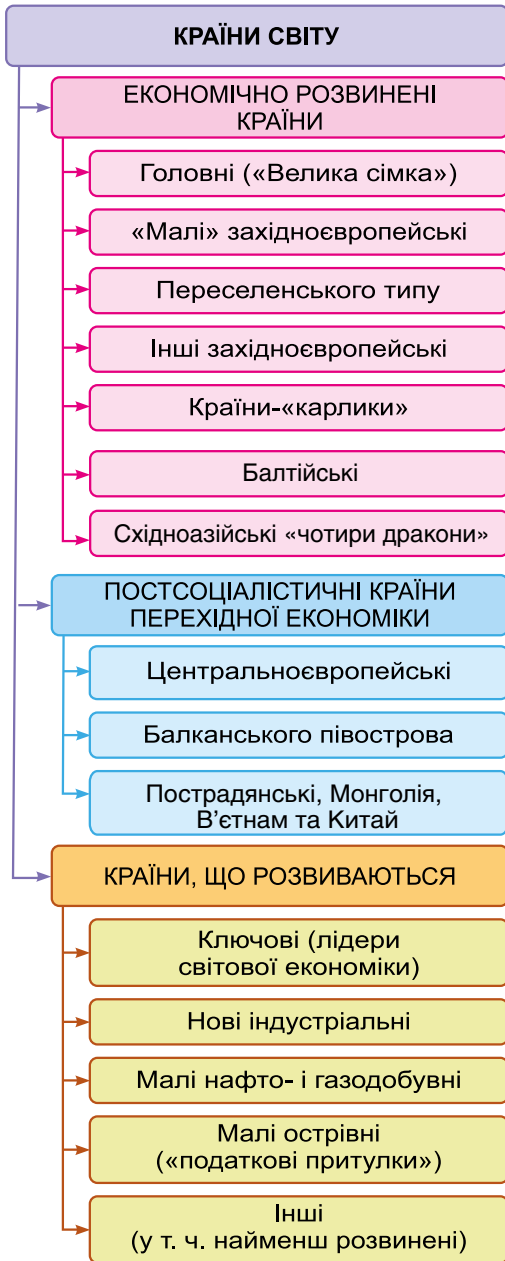 КРАЇНИ СВІТУ
ЕКОНОМІЧНО РОЗВИНЕНІ
КРАЇНИ
Головні («Велика сімка»)
«Малі» західноєвропейські
Переселенського типу
Інші західноєвропейські
Країни-«карлики»
Балтійські
Східноазійські «чотири дракони»
ПОСТСОЦІАЛІСТИЧНІ КРАЇНИ
ПЕРЕХІДНОЇ ЕКОНОМІКИ
Центральноєвропейські
Балканського півострова
Пострадянські, Монголія,
В’єтнам та Китай
КРАЇНИ, ЩО РОЗВИВАЮТЬСЯ
Ключові (лідери
світової економіки)
Нові індустріальні
Малі нафто- і газодобувні
Малі острівні
(«податкові притулки»)
Інші
(у т. ч. найменш розвинені)